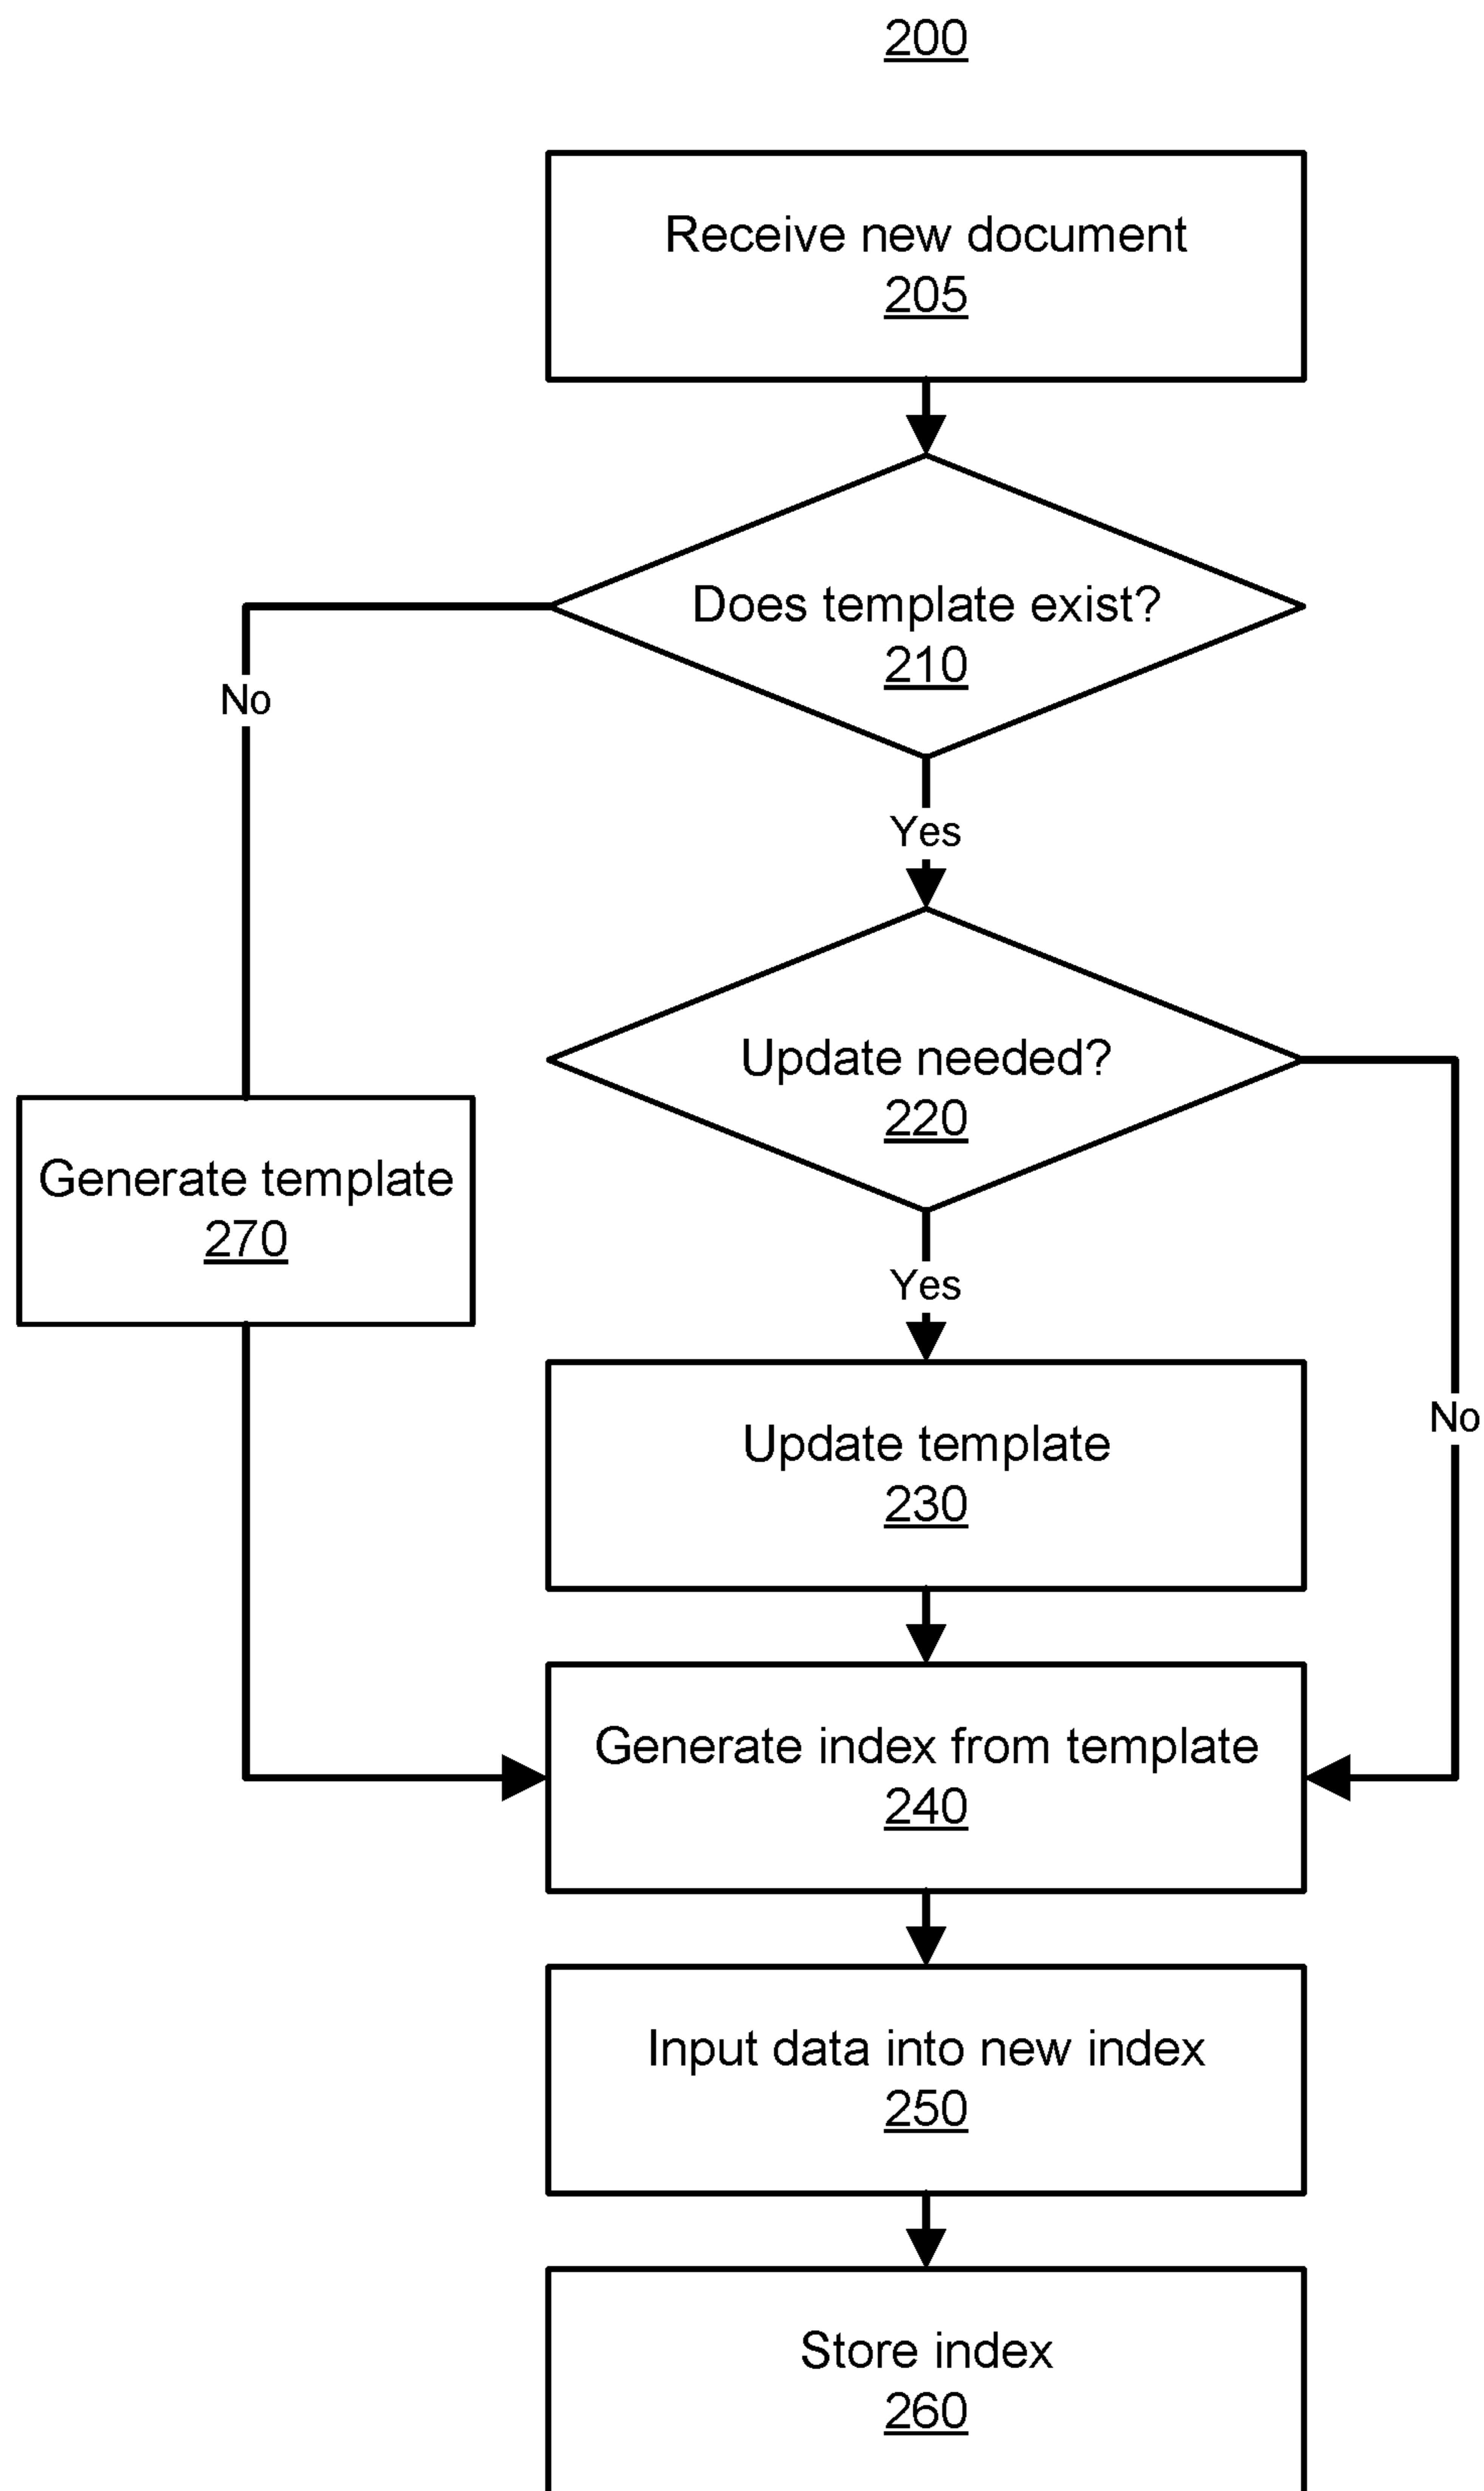 200
Receive new document
205
Does template exist?
210
No
Yes
Update needed?
220
Generate template
270
Yes
No
Update template
230
Generate index from template
240
Input data into new index
250
Store index
260